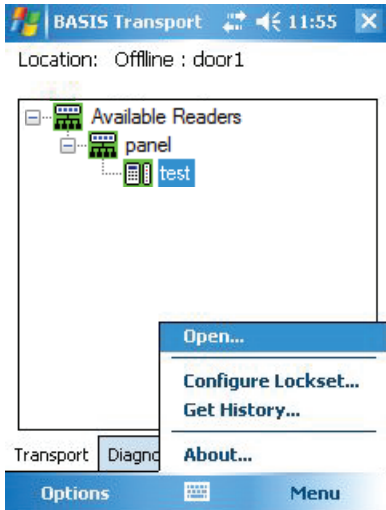 BASIS Transport 11:55
Location: Offline : door1
Available Readers
panel
test
Open...
Configure Lockset...
Get History...
About...
Transport Diagno
Options Menu